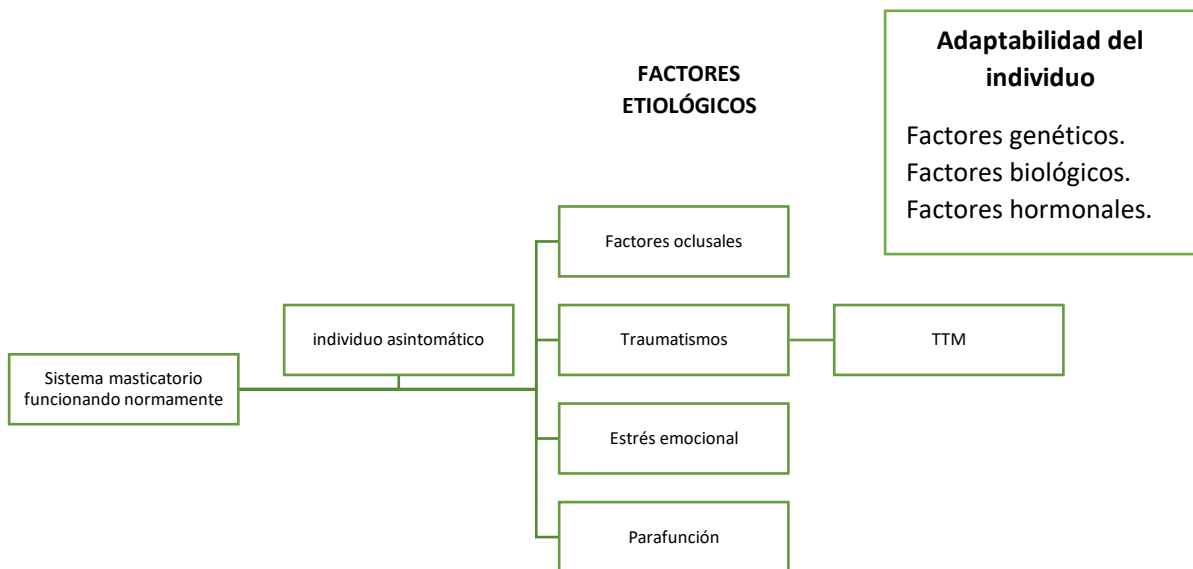 Adaptabilidad del
individuo
Factores genéticos.
Factores biológicos.
Factores hormonales.
FACTORES
ETIOLÓGICOS
Factores oclusales
individuo asintomático
Traumatismos
TTM
Sistema masticatorio
funcionando normamente
Estrés emocional
Parafunción